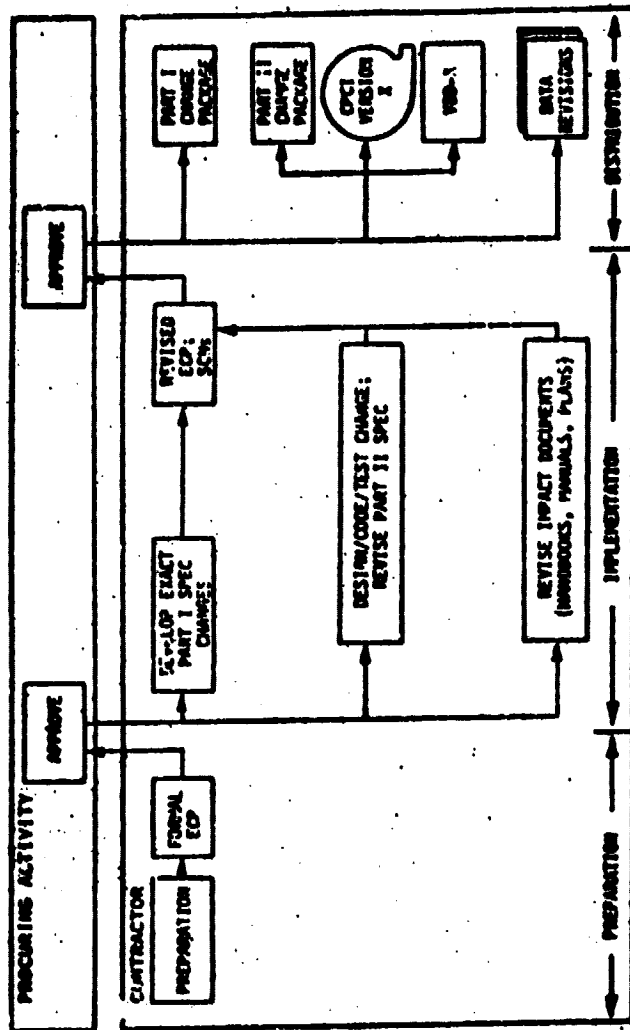 PROCURING ACTIVITY
APPROVE
APPROVE
CONTRACTOR
PREPARATION
FORMAL
ECP
DEVELOP EXACT
PART I SPEC
CHANGES
REVISED
ECP;
SCNs
PART I
CHANGE
PACKAGE
PART II
CHANGE
PACKAGE
VERSION
X
VDD-X
DATA
REVISIONS
DESIGN/CODE/TEST CHANGE;
REVISE PART II SPEC
REVISE IMPACT DOCUMENTS
(HANDBOOKS, MANUALS, PLANS)
PREPARATION
IMPLEMENTATION
DISTRIBUTION